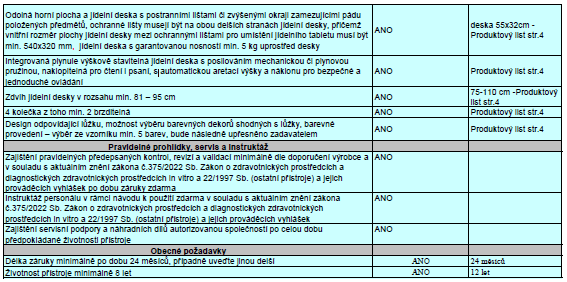 Odolná horní plocha a jídelní deska s postranními lištami či zvýšenými okraji zamezujícími pádu
položených předmětů, ochranné lišty musejí být na obou delších stranách jídelní desky, přičemž
vnitřní rozměr plochy jídelní desky mezi ochrannými lištami pro umístění jídelního tabletu musí být
min. 540x320 mm, jídelní deska s garantovanou nosností min. 5 kg uprostřed desky
ANO
deska 55x32cm -
Produktový list str.4
Integrovaná plynule výškově stavitelná jídelní deska s posilováním mechanickou či plynovou
pružinou, naklopitelná pro čtení i psaní, s|automatickou aretací výšky a náklonu pro bezpečné a
jednoduché ovládání
ANO
Produktový list str.4
Zdvih jídelní desky v rozsahu min. 81 – 95 cm
ANO
75-110 cm -Produktový
list str.4
4 kolečka z toho min. 2 brzditelná
ANO
Produktový list str.4
Design odpovídající lůžku, možnost výběru barevných dekorů shodných s lůžky, barevné
provedení – výběr ze vzorníku min. 5 barev, bude následně upřesněno zadavatelem
ANO
Produktový list str.4
Pravidelné prohlídky, servis a instruktáž
Zajištění pravidelných předepsaných kontrol, revizí a validací minimálně dle doporučení výrobce a
v souladu s aktuálním znění zákona č.375/2022 Sb. Zákon o zdravotnických prostředcích a
diagnostických zdravotnických prostředcích in vitro a 22/1997 Sb. (ostatní přístroje) a jejich
prováděcích vyhlášek po dobu záruky zdarma
ANO
Instruktáž personálu v rámci návodu k použití zdarma v souladu s aktuálním znění zákona
č.375/2022 Sb. Zákon o zdravotnických prostředcích a diagnostických zdravotnických
prostředcích in vitro a 22/1997 Sb. (ostatní přístroje) a jejich prováděcích vyhlášek
ANO
Zajištění servisní podpory a náhradních dílů autorizovanou společností po celou dobu
předpokládané životnosti přístroje
ANO
Obecné požadavky
Délka záruky minimálně po dobu 24 měsíců, případně uveďte jinou delší
ANO
24 měsíců
Životnost přístroje minimálně 8 let
ANO
12 let